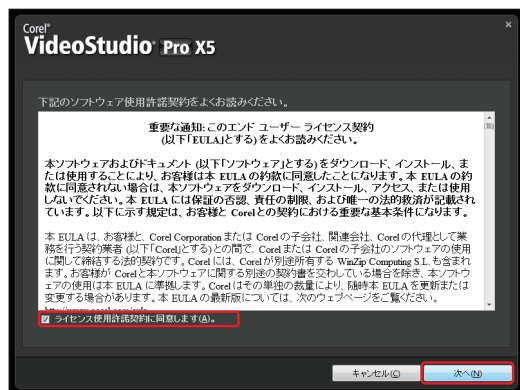 Corel®
VideoStudio® Pro X5
下記のソフトウェア使用許諾契約をよくお読みください。
重要な通知: このエンド ユーザー ライセンス契約
(以下「EULA」とする) をよくお読みください。
本ソフトウェアおよびドキュメント (以下「ソフトウェア」とする) をダウンロード、インストール、ま
たは使用することにより、お客様は本 EULA の約款に同意したことになります。本 EULA の約
款に同意されない場合は、本ソフトウェアをダウンロード、インストール、アクセス、または使用
しないでください。本 EULA には保証の否認、責任の制限、および唯一の法的救済が記載され
ています。以下に示す規定は、お客様と Corel との契約における重要な基本条件になります。
本 EULA は、お客様と、Corel Corporation または Corel の子会社、関連会社、Corel の代理として業
務を行う契約業者 (以下「Corel」とする) との間で、Corel または Corel の子会社のソフトウェアの使用
に関して締結する法的契約です。Corel には、Corel が別途所有する WinZip Computing S.L. も含まれ
ます。お客様が Corel と本ソフトウェアに関する別途の契約書を交わしている場合を除き、本ソフトウ
ェアの使用は本 EULA に準拠します。Corel はその単独の裁量により、随時本 EULA を更新または
変更する場合があります。本 EULA の最新版については、次のウェブページをご覧ください。
ライセンス使用許諾契約に同意します(A)。
キャンセル(C)
次へ(N)